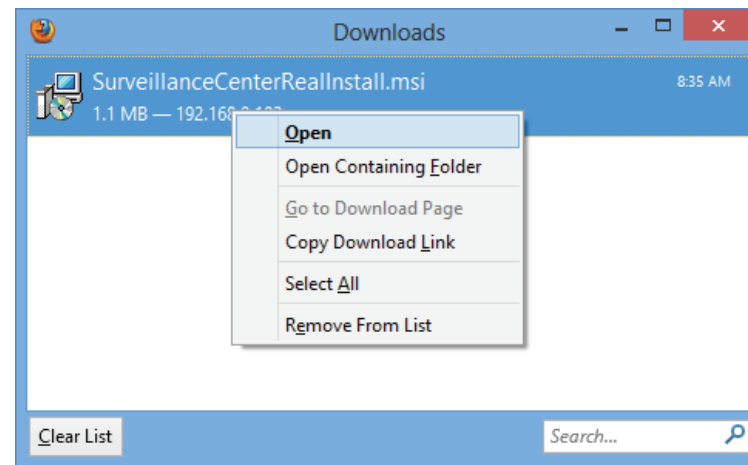 Downloads
SurveillanceCenterRealInstall.msi
8:35 AM
1.1 MB — 192.168
Open
Open Containing Folder
Go to Download Page
Copy Download Link
Select All
Remove From List
Clear List
Search...